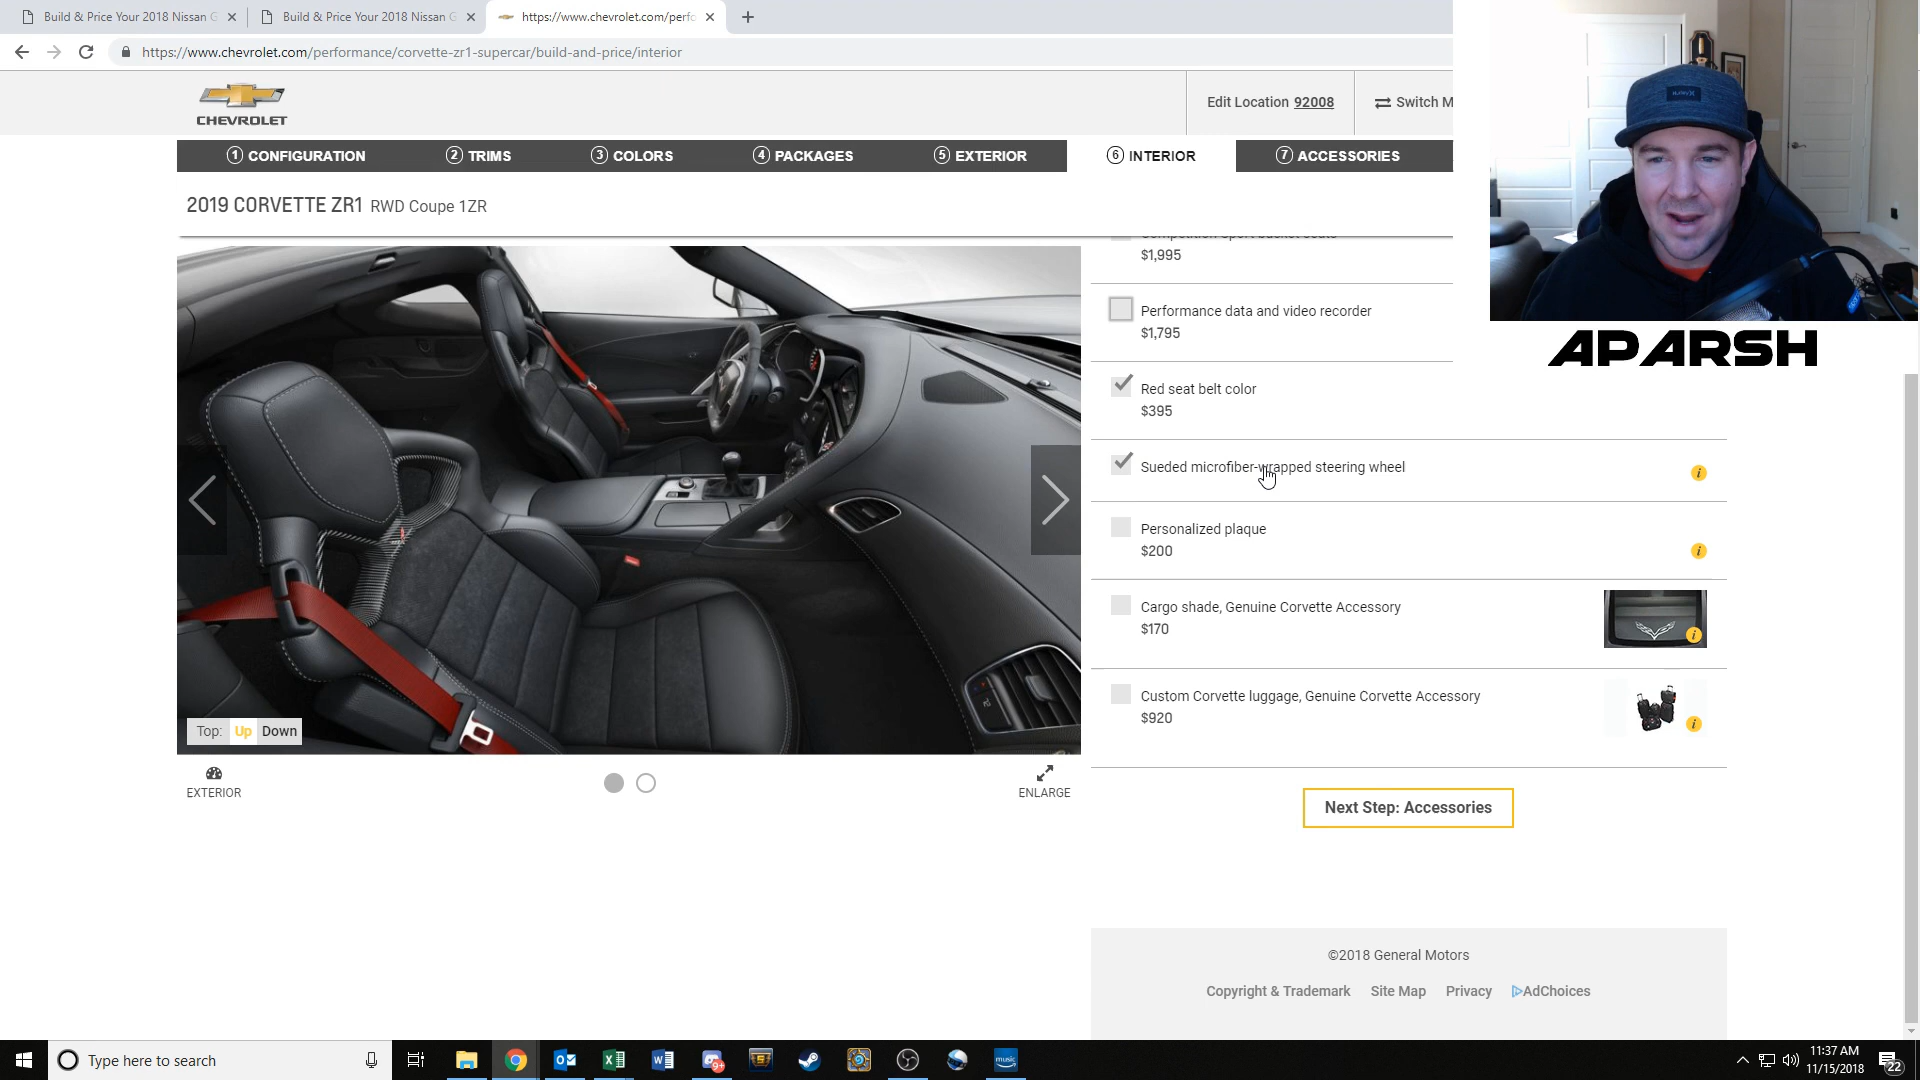 Build & Price Your 2018 Nissan G
Build & Price Your 2018 Nissan G
https://www.chevrolet.com/perfo
https://www.chevrolet.com/performance/corvette-zr1-supercar/build-and-price/interior
CHEVROLET
Edit Location 92008
Switch M
1 CONFIGURATION
2 TRIMS
3 COLORS
4 PACKAGES
5 EXTERIOR
6 INTERIOR
7 ACCESSORIES
2019 CORVETTE ZR1 RWD Coupe 1ZR
$1,995
Performance data and video recorder
$1,795
Red seat belt color
$395
Sueded microfiber-wrapped steering wheel
Personalized plaque
$200
Cargo shade, Genuine Corvette Accessory
$170
Custom Corvette luggage, Genuine Corvette Accessory
$920
Top: Up Down
EXTERIOR
ENLARGE
Next Step: Accessories
©2018 General Motors
Copyright & Trademark
Site Map
Privacy
AdChoices
APARSH
Type here to search
9+
music
11:37 AM
11/15/2018
22